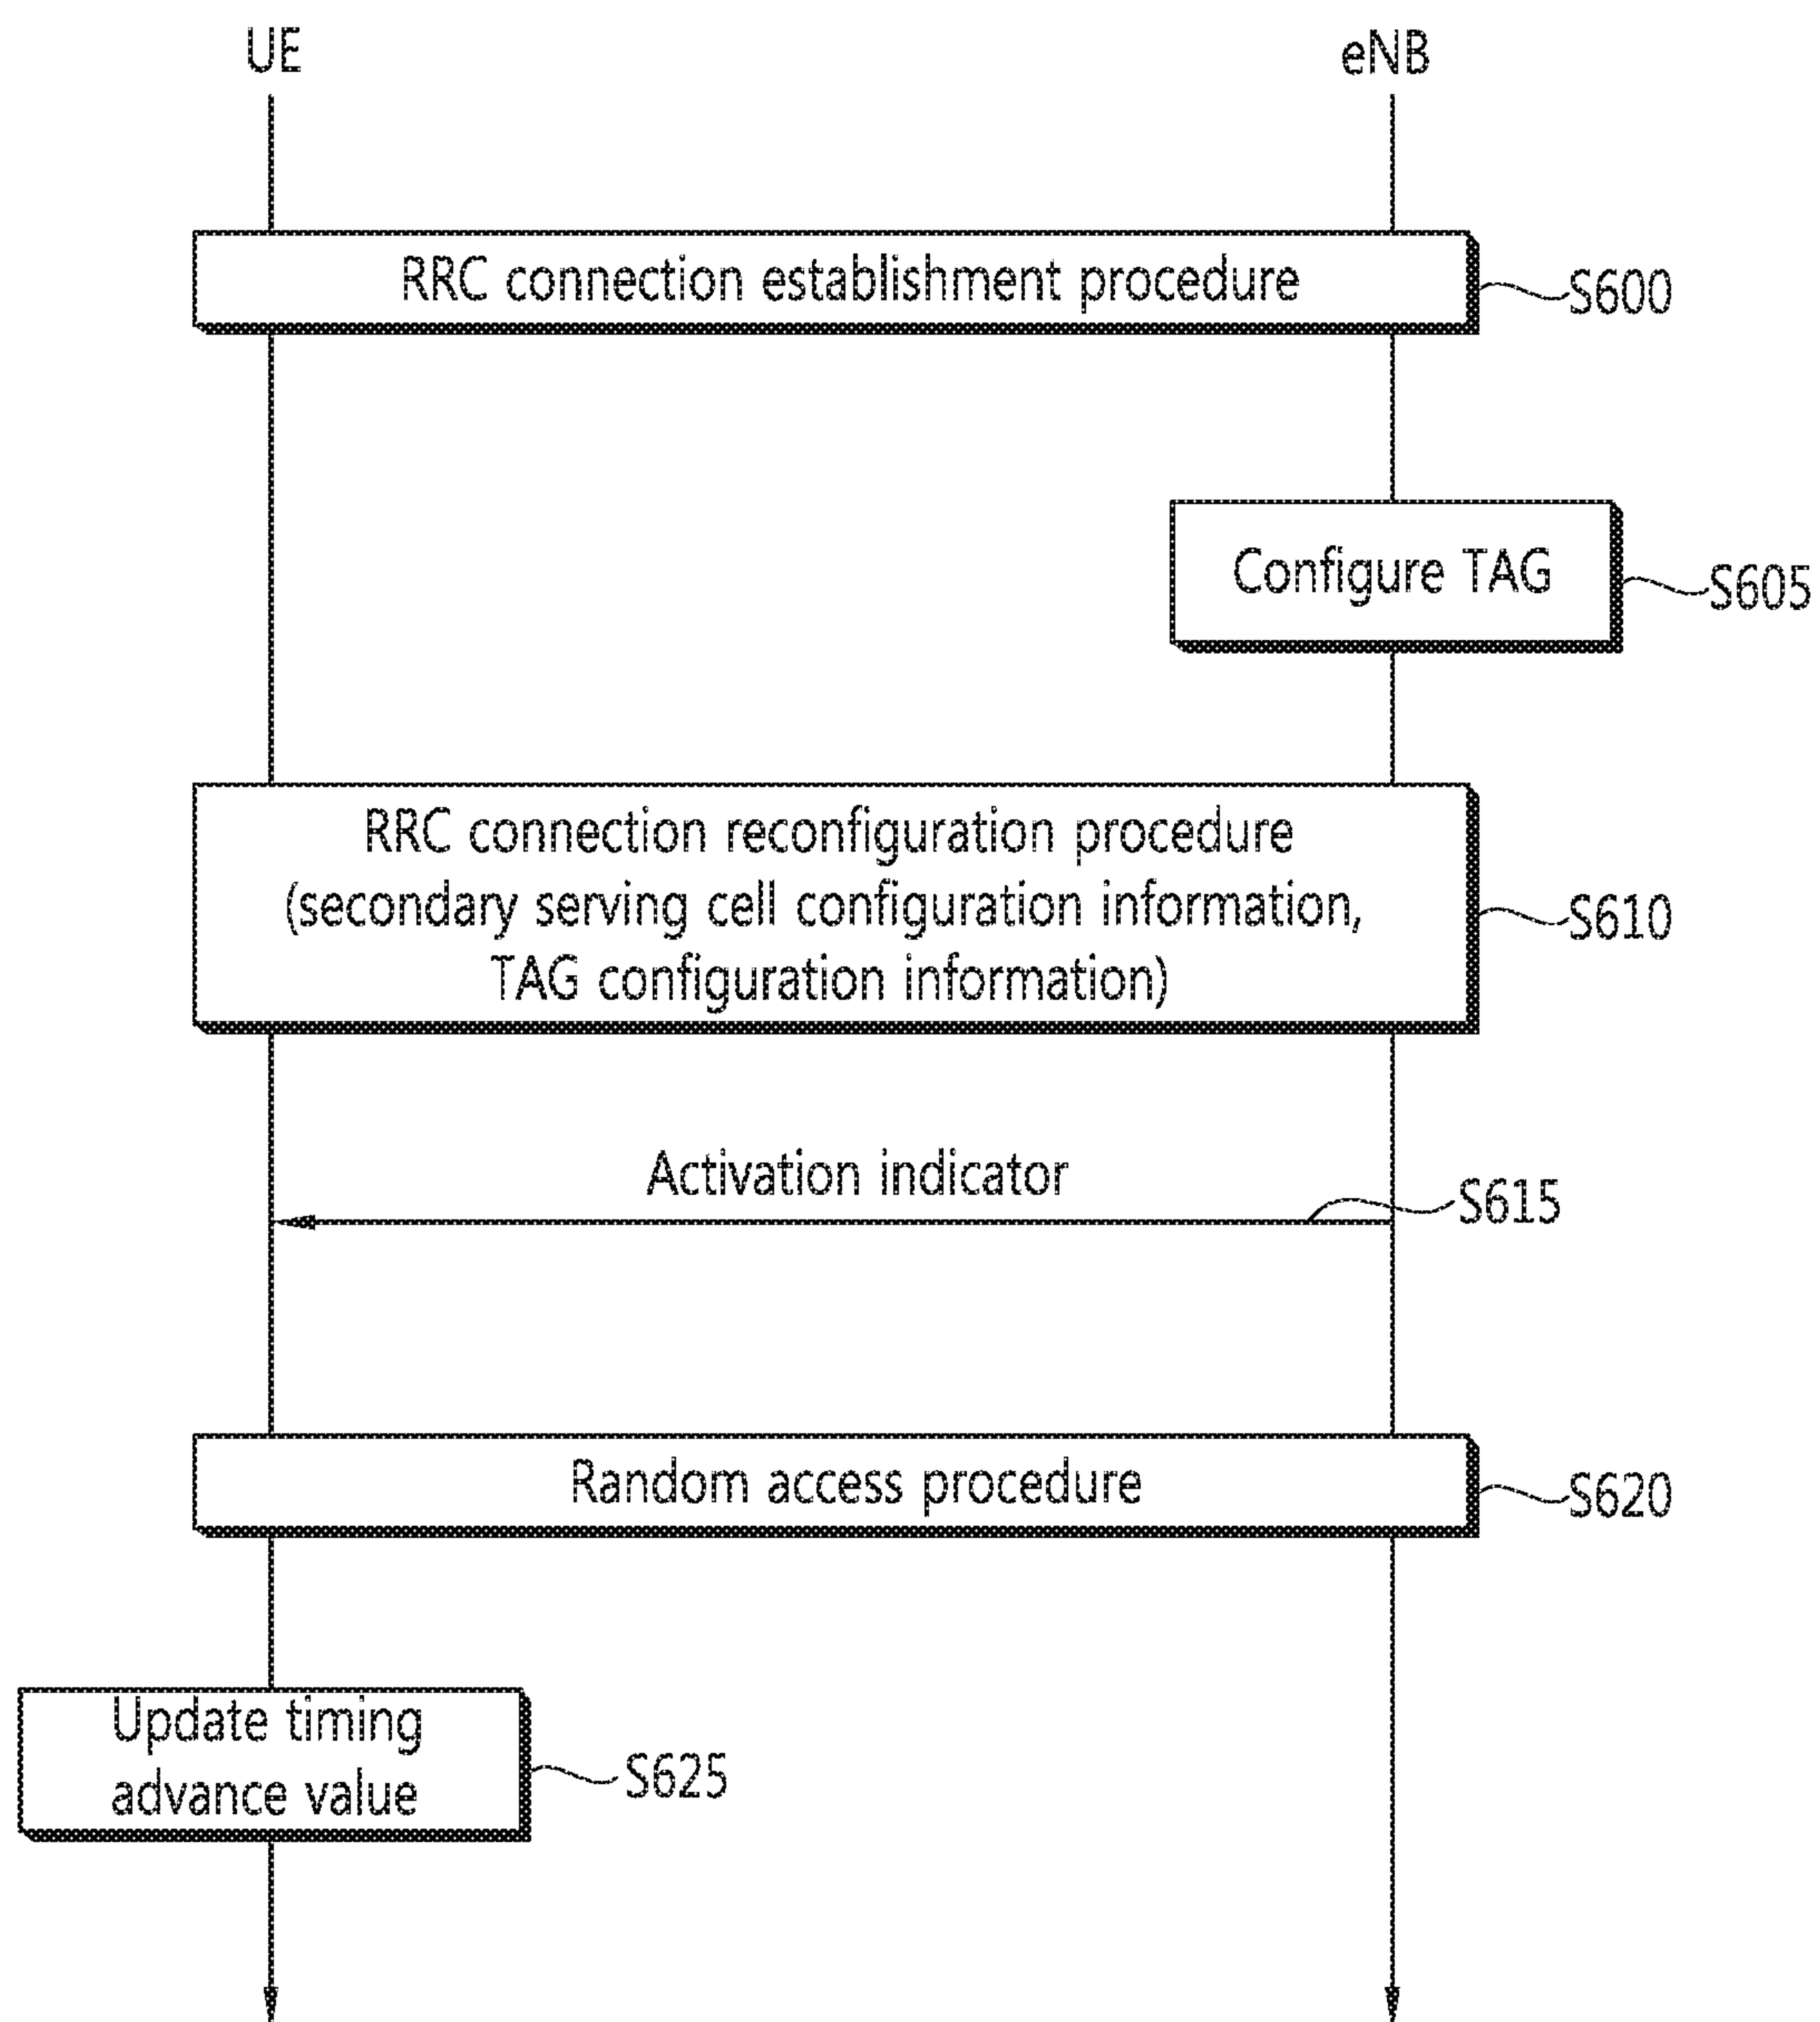 UE
eNB
RRC connection establishment procedure
S600
Configure TAG
S605
RRC connection reconfiguration procedure
(secondary serving cell configuration information,
TAG configuration information)
S610
Activation indicator
S615
Random access procedure
S620
Update timing
advance value
S625